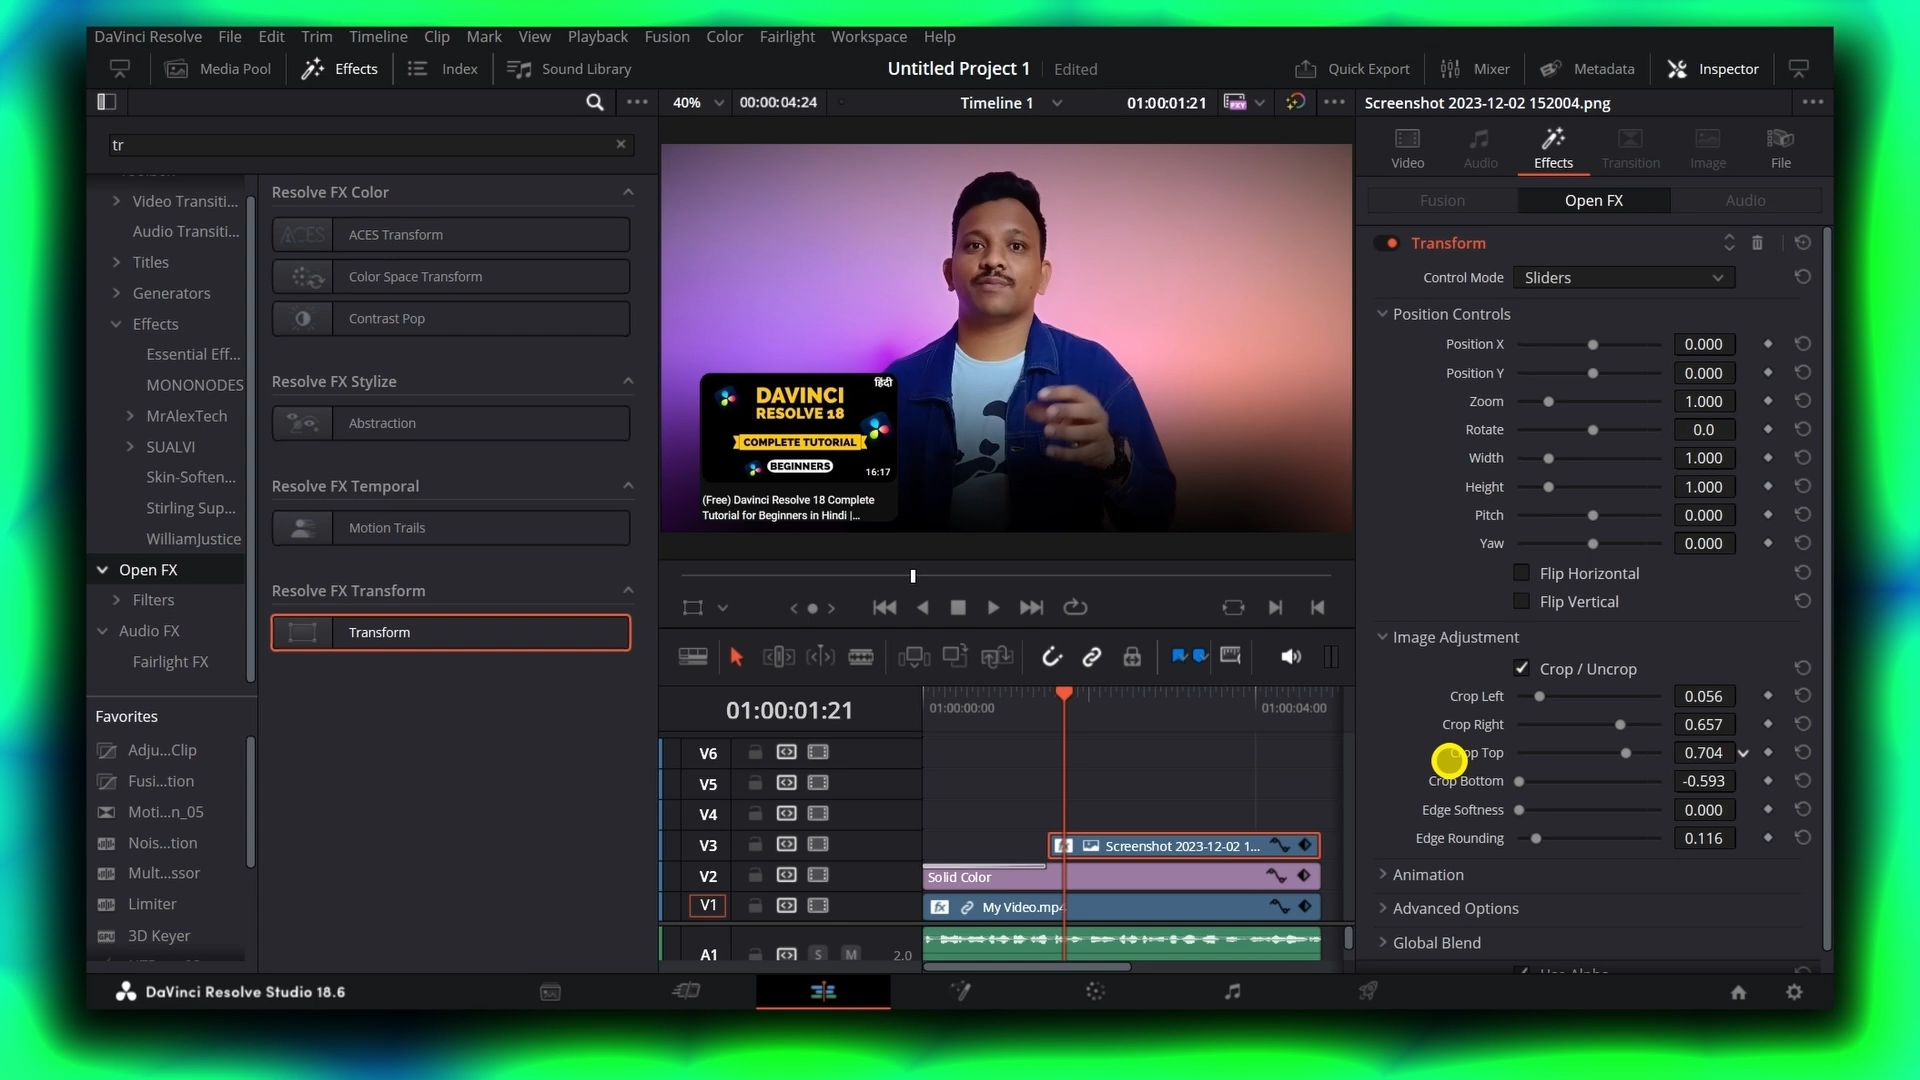 DaVinci Resolve File Edit Trim Timeline Clip Mark View Playback Fusion Color Fairlight Workspace Help
Media Pool Effects Index Sound Library Untitled Project 1 Edited Quick Export Mixer Metadata Inspector
40% 00:00:04:24 Timeline 1 01:00:01:21 Screenshot 2023-12-02 152004.png
tr
Video Transiti...
Audio Transiti...
Titles
Generators
Effects
Essential Eff...
MONONODES
MrAlexTech
SUALVI
Skin-Soften...
Stirling Sup...
WilliamJustice
Open FX
Filters
Audio FX
Fairlight FX
Favorites
Adju...Clip
Fusi...tion
Moti...n_05
Nois...tion
Mult...ssor
Limiter
3D Keyer
Resolve FX Color
ACES Transform
Color Space Transform
Contrast Pop
Resolve FX Stylize
Abstraction
Resolve FX Temporal
Motion Trails
Resolve FX Transform
Transform
हिंदी
DAVINCI
RESOLVE 18
COMPLETE TUTORIAL
BEGINNERS
16:17
(Free) Davinci Resolve 18 Complete
Tutorial for Beginners in Hindi |...
01:00:01:21
01:00:00:00 01:00:04:00
V6
V5
V4
V3 Screenshot 2023-12-02 1...
V2 Solid Color
V1 fx My Video.mp4
A1 S M 2.0
Video Audio Effects Transition Image File
Fusion Open FX Audio
Transform
Control Mode Sliders
Position Controls
Position X 0.000
Position Y 0.000
Zoom 1.000
Rotate 0.0
Width 1.000
Height 1.000
Pitch 0.000
Yaw 0.000
Flip Horizontal
Flip Vertical
Image Adjustment
Crop / Uncrop
Crop Left 0.056
Crop Right 0.657
Top 0.704
Crop Bottom -0.593
Edge Softness 0.000
Edge Rounding 0.116
Animation
Advanced Options
Global Blend
DaVinci Resolve Studio 18.6